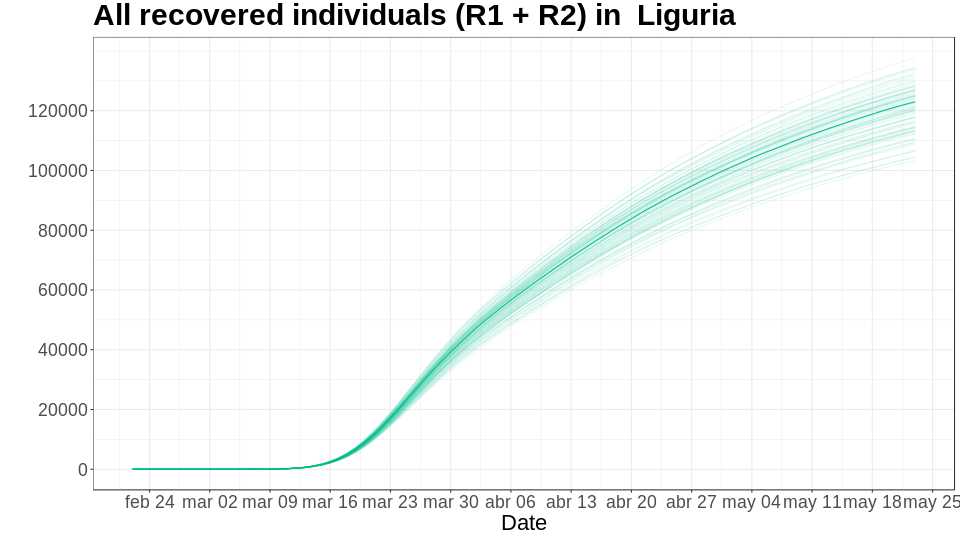 All recovered individuals (R1 + R2) in  Liguria
120000
100000
80000
60000
40000
20000
0
feb 24 mar 02 mar 09 mar 16 mar 23 mar 30 abr 06 abr 13 abr 20 abr 27 may 04 may 11 may 18 may 25
Date